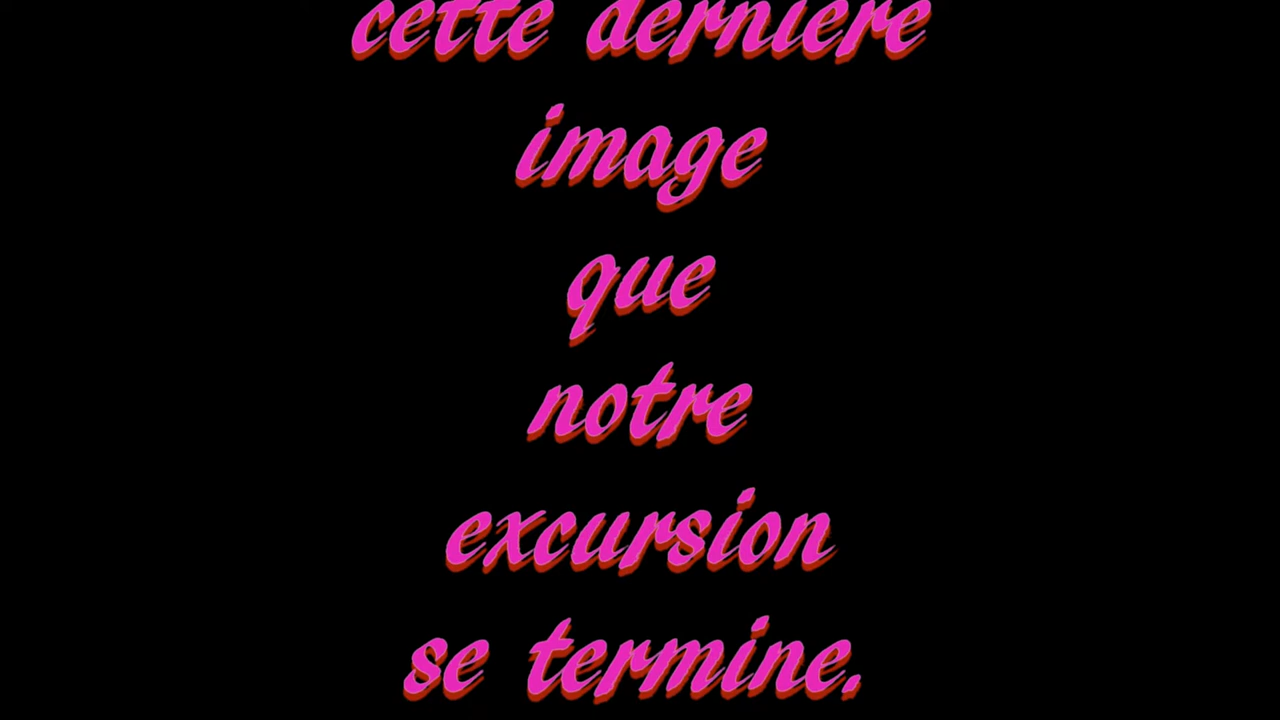 cette dernière
image
que
notre
excursion
se termine.